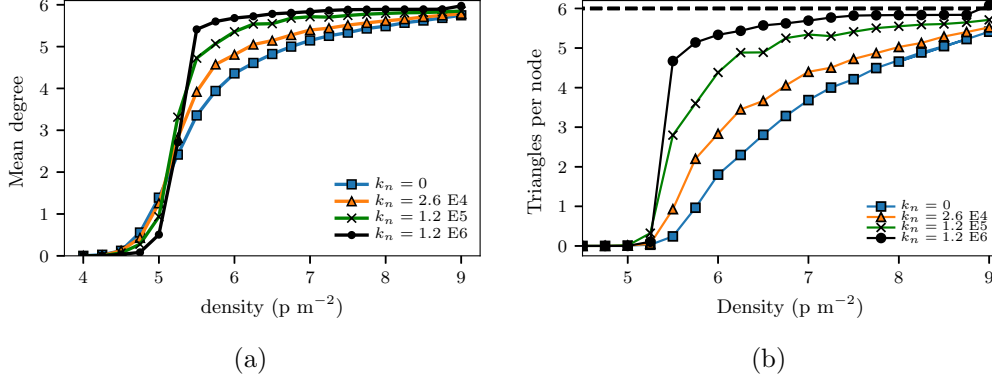 Mean degree
6
5
4
3
2
1
0
4 5 6 7 8 9
density (p m⁻²)
kₙ = 0
kₙ = 2.6 E4
kₙ = 1.2 E5
kₙ = 1.2 E6
(a)
Triangles per node
6
5
4
3
2
1
0
5 6 7 8 9
Density (p m⁻²)
kₙ = 0
kₙ = 2.6 E4
kₙ = 1.2 E5
kₙ = 1.2 E6
(b)